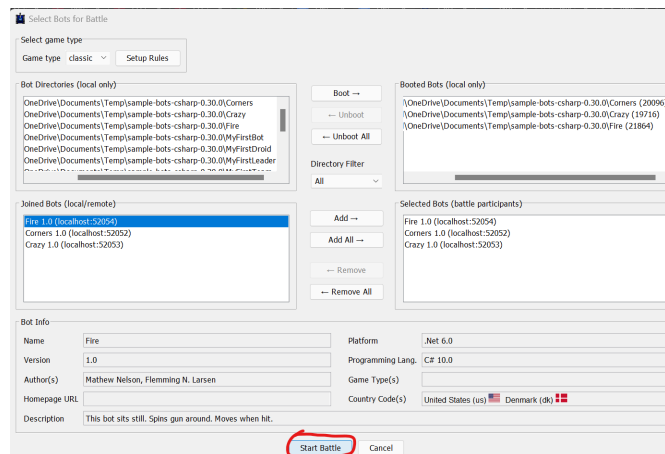 Select Bots for Battle
Select game type
Game type classic Setup Rules
Bot Directories (local only)
OneDrive\Documents\Temp\sample-bots-csharp-0.30.0\Corners
OneDrive\Documents\Temp\sample-bots-csharp-0.30.0\Crazy
OneDrive\Documents\Temp\sample-bots-csharp-0.30.0\Fire
OneDrive\Documents\Temp\sample-bots-csharp-0.30.0\MyFirstBot
OneDrive\Documents\Temp\sample-bots-csharp-0.30.0\MyFirstDroid
OneDrive\Documents\Temp\sample-bots-csharp-0.30.0\MyFirstLeader
OneDrive\Documents\Temp\sample-bots-csharp-0.30.0\MyFirstTeam
Boot →
← Unboot
← Unboot All
Directory Filter
All
Booted Bots (local only)
\OneDrive\Documents\Temp\sample-bots-csharp-0.30.0\Corners (20096)
\OneDrive\Documents\Temp\sample-bots-csharp-0.30.0\Crazy (19716)
\OneDrive\Documents\Temp\sample-bots-csharp-0.30.0\Fire (21864)
Joined Bots (local/remote)
Fire 1.0 (localhost:52054)
Corners 1.0 (localhost:52052)
Crazy 1.0 (localhost:52053)
Add →
Add All →
← Remove
← Remove All
Selected Bots (battle participants)
Fire 1.0 (localhost:52054)
Corners 1.0 (localhost:52052)
Crazy 1.0 (localhost:52053)
Bot Info
Name Fire Platform .Net 6.0
Version 1.0 Programming Lang. C# 10.0
Author(s) Mathew Nelson, Flemming N. Larsen Game Type(s)
Homepage URL Country Code(s) United States (us) Denmark (dk)
Description This bot sits still. Spins gun around. Moves when hit.
Start Battle Cancel